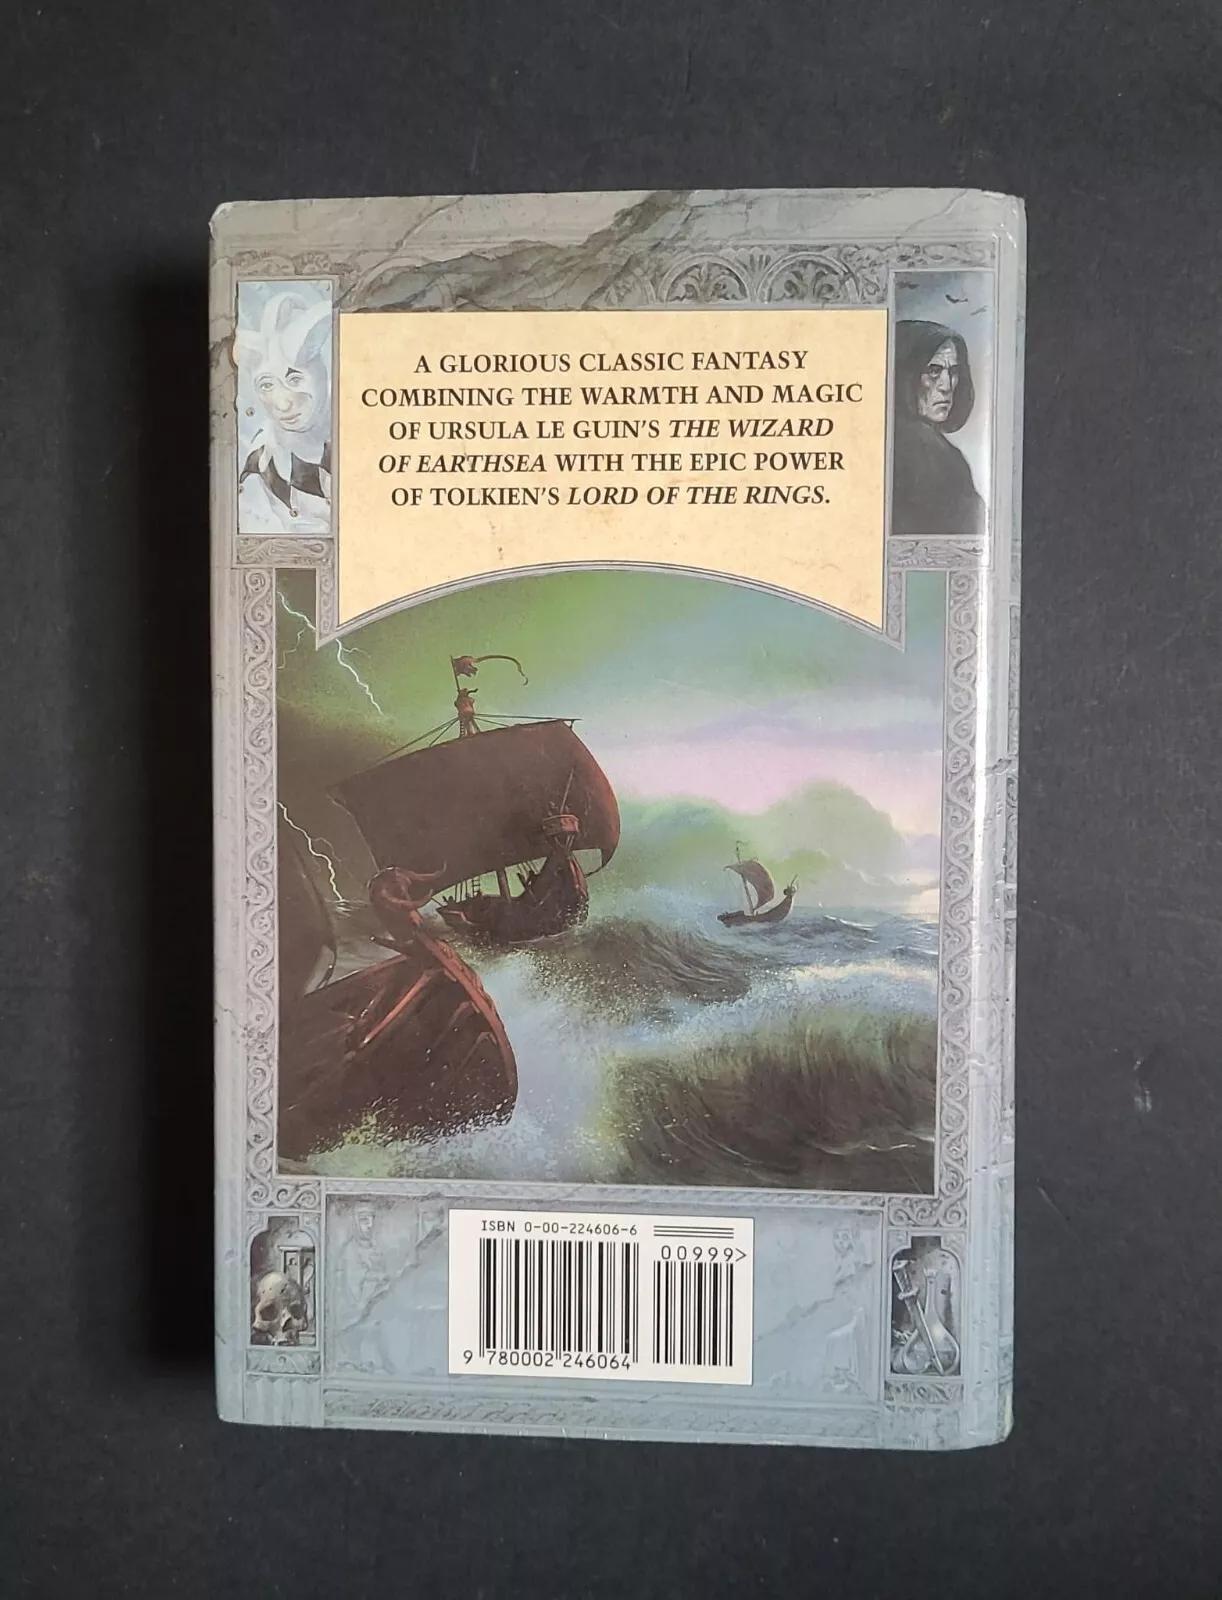 A GLORIOUS CLASSIC FANTASY
COMBINING THE WARMTH AND MAGIC
OF URSULA LE GUIN'S THE WIZARD
OF EARTHSEA WITH THE EPIC POWER
OF TOLKIEN'S LORD OF THE RINGS.
ISBN 0-00-224606-6
00999>
9 780002 246064